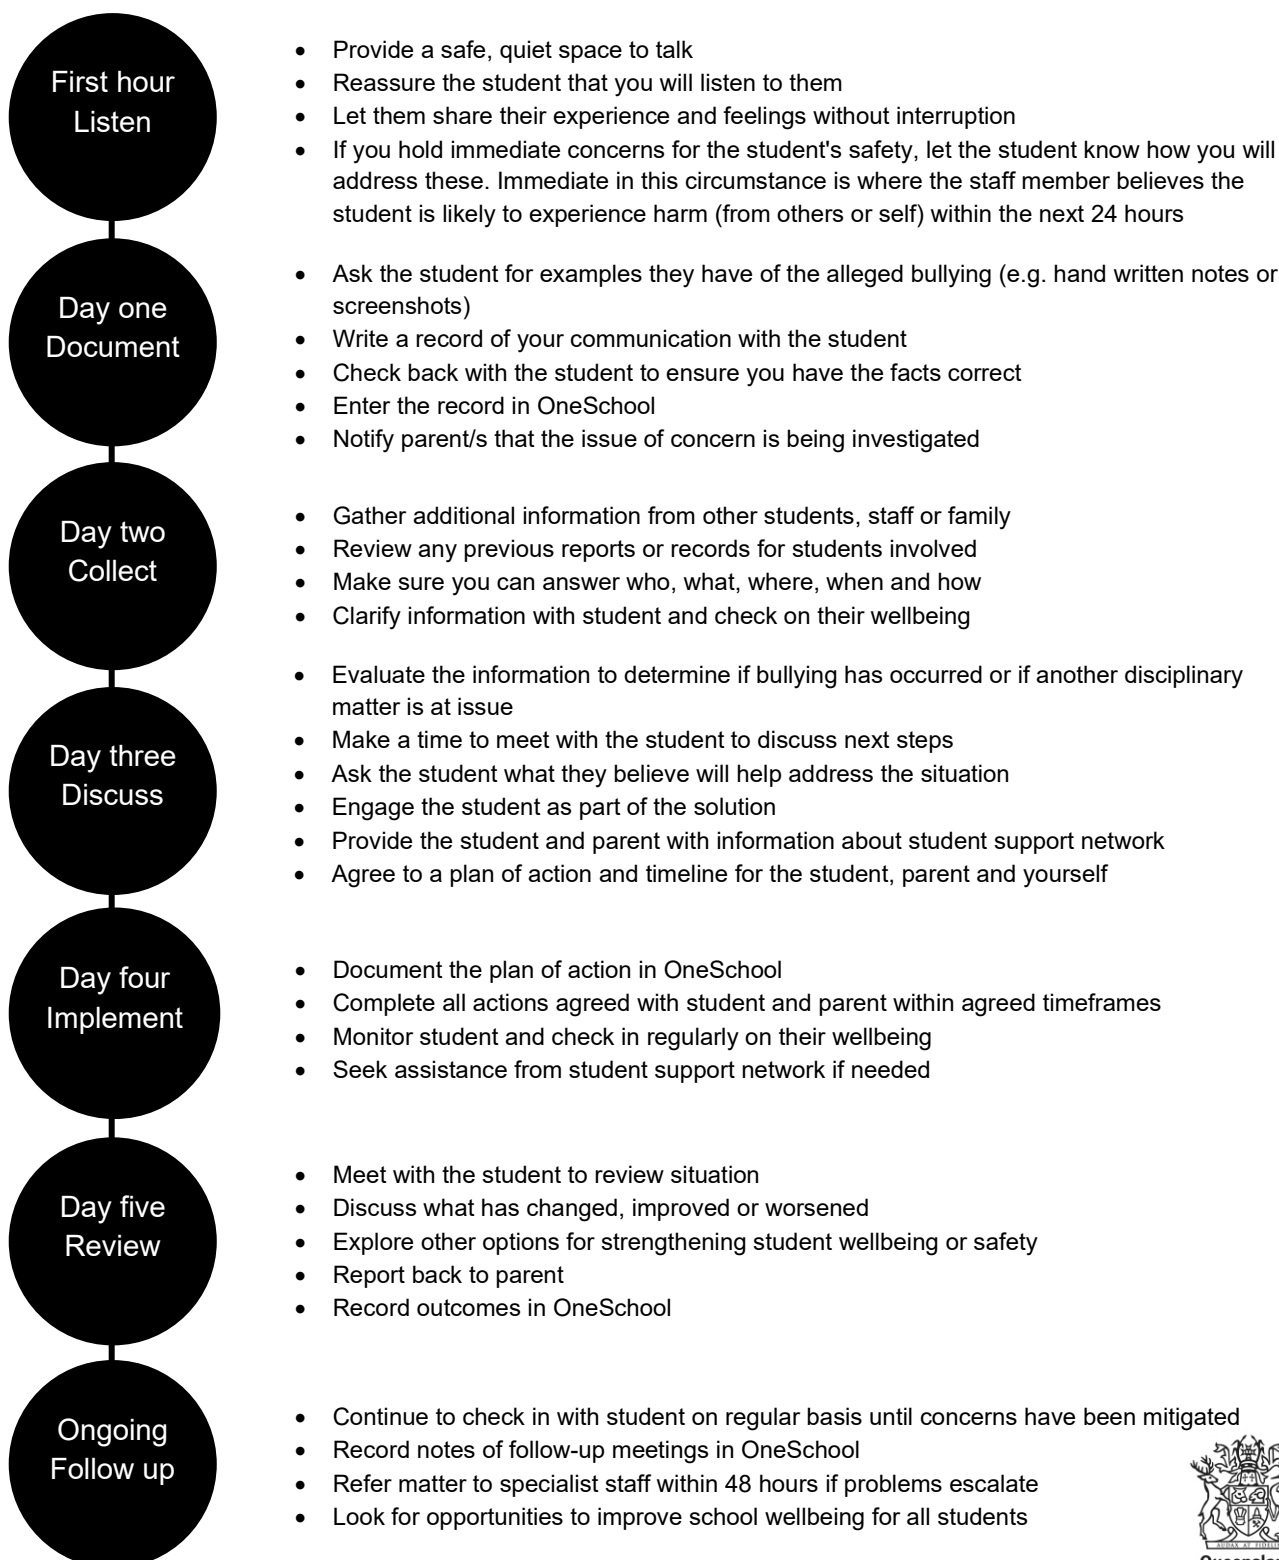 First hour
Listen
• Provide a safe, quiet space to talk
• Reassure the student that you will listen to them
• Let them share their experience and feelings without interruption
• If you hold immediate concerns for the student's safety, let the student know how you will
address these. Immediate in this circumstance is where the staff member believes the
student is likely to experience harm (from others or self) within the next 24 hours
Day one
Document
• Ask the student for examples they have of the alleged bullying (e.g. hand written notes or
screenshots)
• Write a record of your communication with the student
• Check back with the student to ensure you have the facts correct
• Enter the record in OneSchool
• Notify parent/s that the issue of concern is being investigated
Day two
Collect
• Gather additional information from other students, staff or family
• Review any previous reports or records for students involved
• Make sure you can answer who, what, where, when and how
• Clarify information with student and check on their wellbeing
Day three
Discuss
• Evaluate the information to determine if bullying has occurred or if another disciplinary
matter is at issue
• Make a time to meet with the student to discuss next steps
• Ask the student what they believe will help address the situation
• Engage the student as part of the solution
• Provide the student and parent with information about student support network
• Agree to a plan of action and timeline for the student, parent and yourself
Day four
Implement
• Document the plan of action in OneSchool
• Complete all actions agreed with student and parent within agreed timeframes
• Monitor student and check in regularly on their wellbeing
• Seek assistance from student support network if needed
Day five
Review
• Meet with the student to review situation
• Discuss what has changed, improved or worsened
• Explore other options for strengthening student wellbeing or safety
• Report back to parent
• Record outcomes in OneSchool
Ongoing
Follow up
• Continue to check in with student on regular basis until concerns have been mitigated
• Record notes of follow-up meetings in OneSchool
• Refer matter to specialist staff within 48 hours if problems escalate
• Look for opportunities to improve school wellbeing for all students